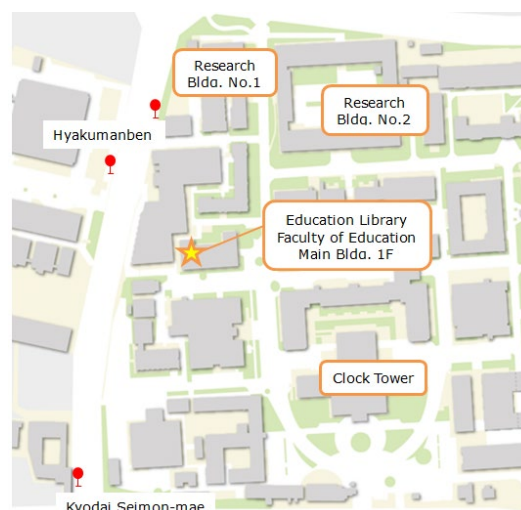 Research
Bldg. No.1
Research
Bldg. No.2
Hyakumanben
Education Library
Faculty of Education
Main Bldg. 1F
Clock Tower
Kyodai Seimon-mae